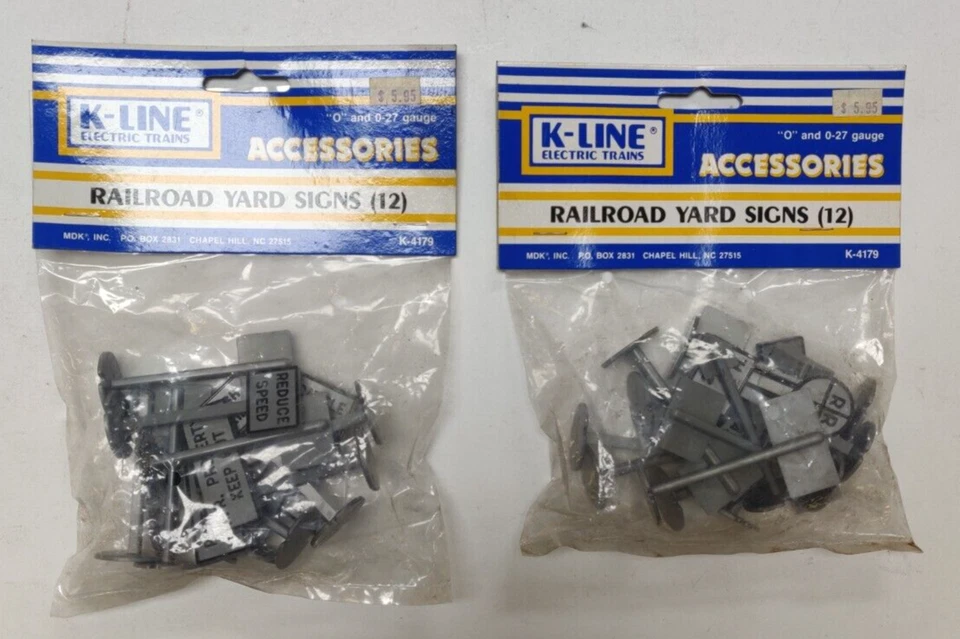 $ 5.95
K-LINE®
ELECTRIC TRAINS
"O" and 0-27 gauge
ACCESSORIES
RAILROAD YARD SIGNS (12)
MDK®, INC. P.O. BOX 2831 CHAPEL HILL, NC 27515 K-4179
REDUCE
SPEED
KEEP
$ 5.95
K-LINE®
ELECTRIC TRAINS
"O" and 0-27 gauge
ACCESSORIES
RAILROAD YARD SIGNS (12)
MDK®, INC. P.O. BOX 2831 CHAPEL HILL, NC 27515 K-4179
R R